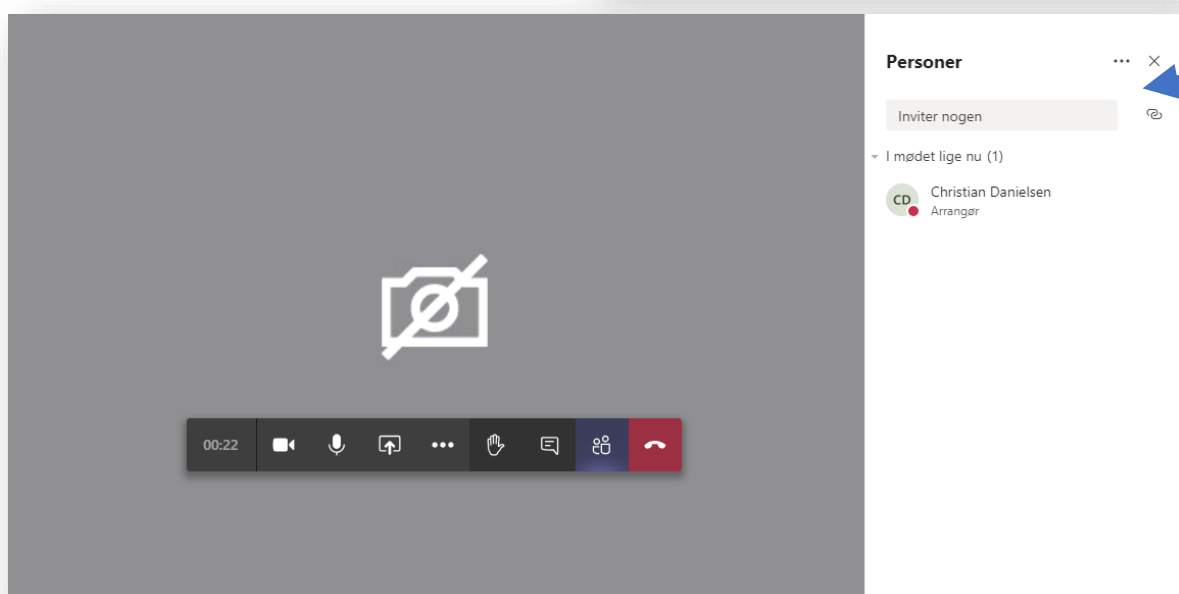 Personer
Inviter nogen
I mødet lige nu (1)
CD
Christian Danielsen
Arrangør
00:22